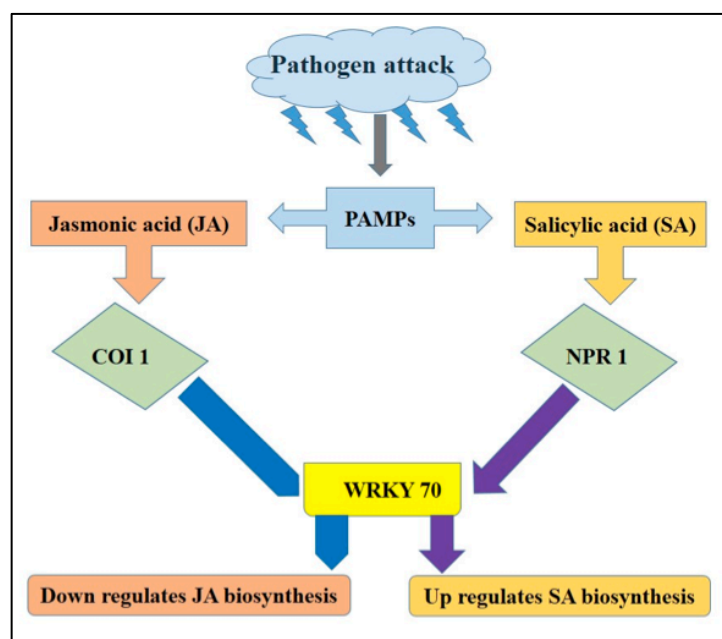 Pathogen attack
PAMPs
Jasmonic acid (JA)
Salicylic acid (SA)
COI 1
NPR 1
WRKY 70
Down regulates JA biosynthesis
Up regulates SA biosynthesis